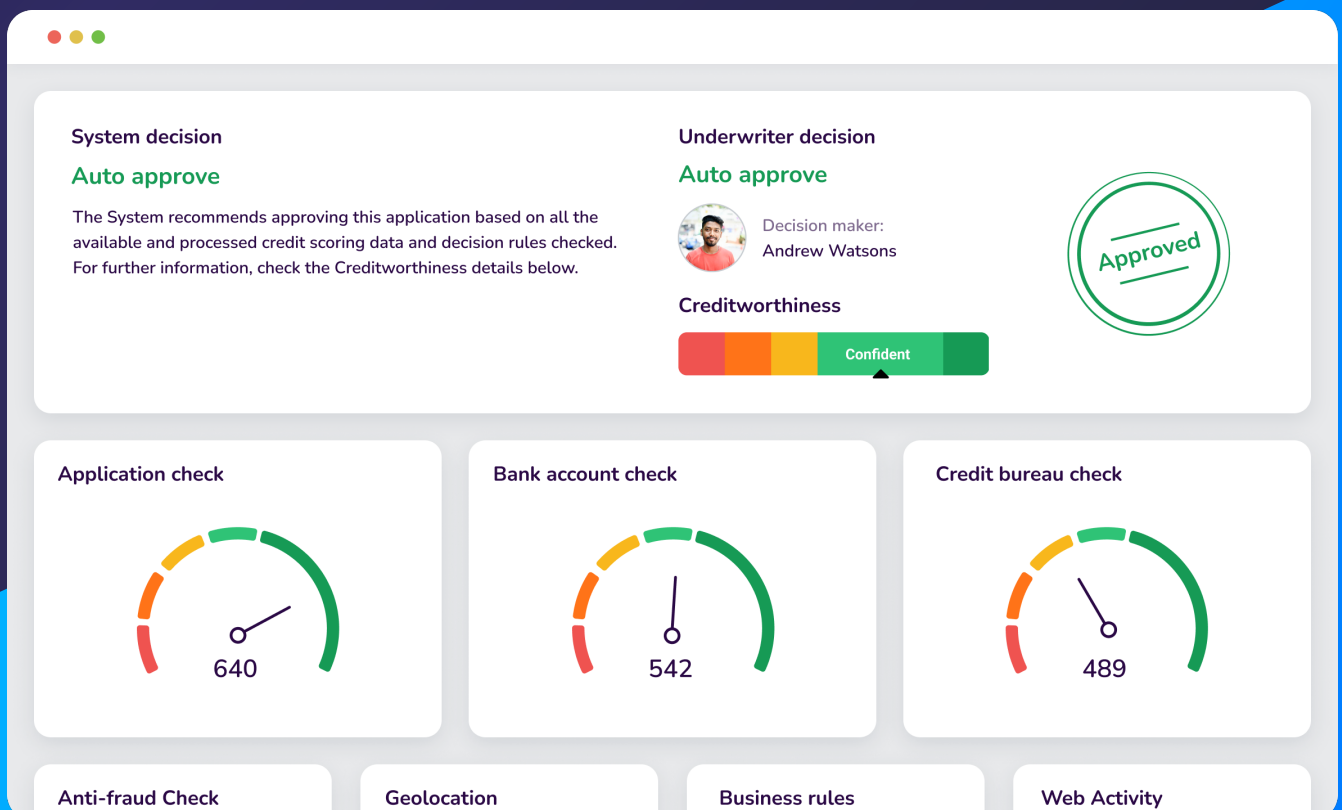 System decision
Auto approve
The System recommends approving this application based on all the
available and processed credit scoring data and decision rules checked.
For further information, check the Creditworthiness details below.
Underwriter decision
Auto approve
Decision maker:
Andrew Watsons
Creditworthiness
Confident
Approved
Application check
640
Bank account check
542
Credit bureau check
489
Anti-fraud Check
Geolocation
Business rules
Web Activity